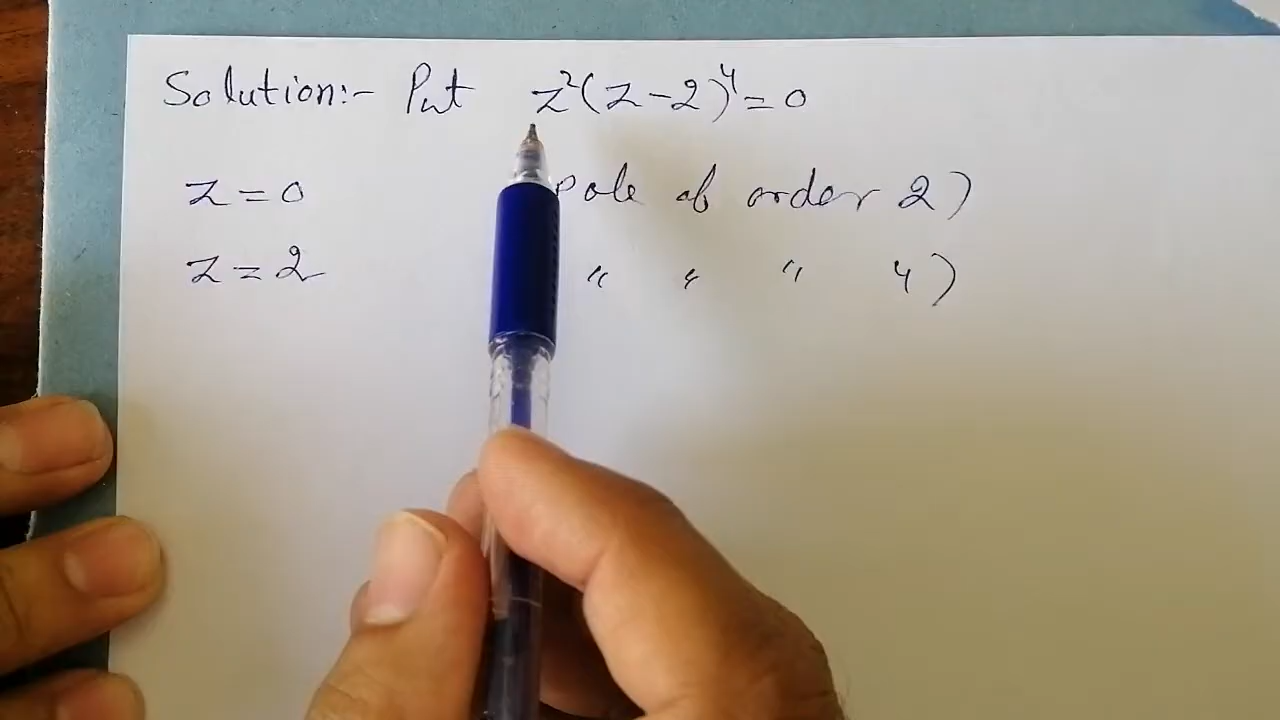 Solution:- Put z²(z-2)⁴=0
z=0 pole of order 2)
z=2 " " " 4)